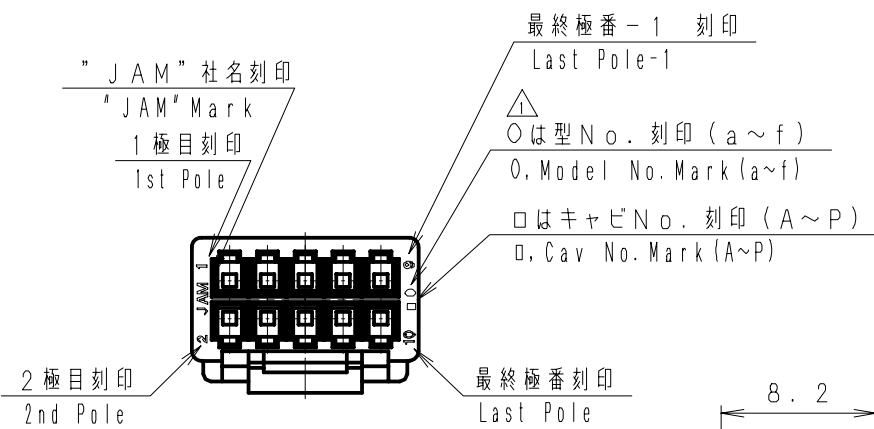 最終極番－1　刻印
Last Pole-1
"JAM"社名刻印
"JAM"Mark
1
〇は型No．刻印（a～f）
O,Model No.Mark(a~f)
1極目刻印
1st Pole
□はキャビNo．刻印（A～P）
□,Cav No.Mark(A~P)
1
9
JAM
〇
□
2
10
2極目刻印
2nd Pole
最終極番刻印
Last Pole
8．2